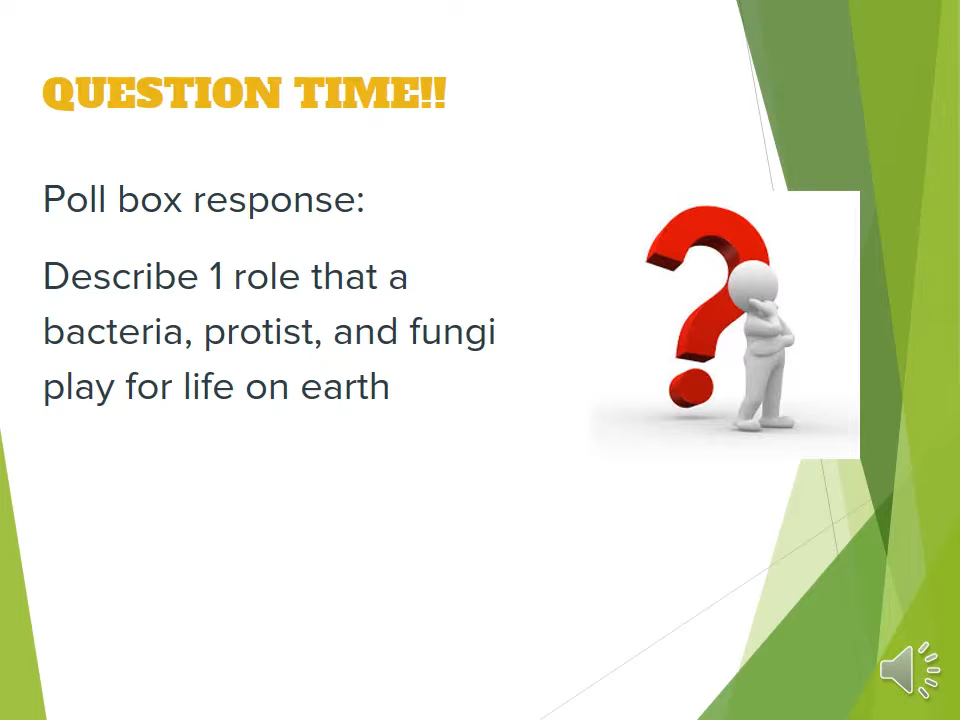 QUESTION TIME!!
Poll box response:
Describe 1 role that a
bacteria, protist, and fungi
play for life on earth